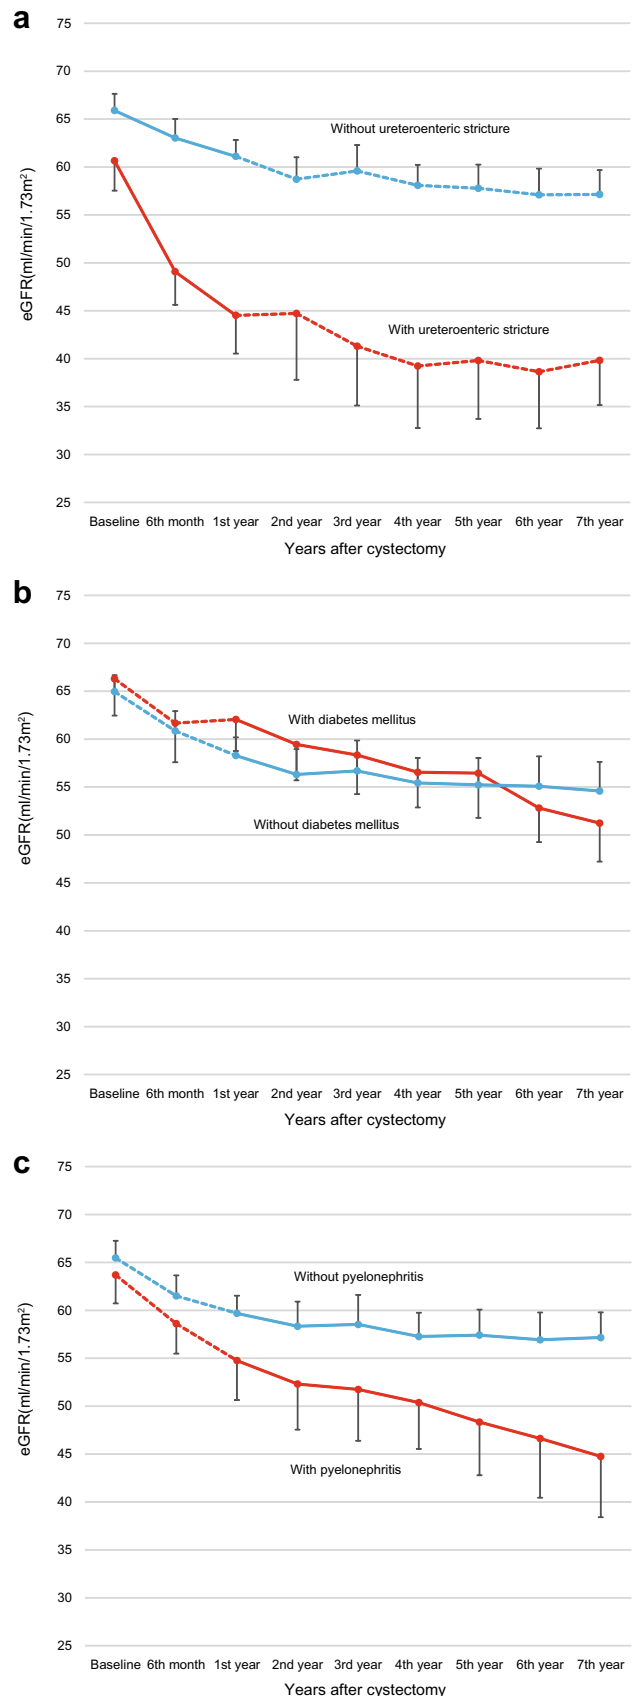 a
75
70
65
60
55
50
45
40
35
30
25
eGFR(ml/min/1.73m²)
Without ureteroenteric stricture
With ureteroenteric stricture
Baseline 6th month 1st year 2nd year 3rd year 4th year 5th year 6th year 7th year
Years after cystectomy
b
75
70
65
60
55
50
45
40
35
30
25
eGFR(ml/min/1.73m²)
With diabetes mellitus
Without diabetes mellitus
Baseline 6th month 1st year 2nd year 3rd year 4th year 5th year 6th year 7th year
Years after cystectomy
c
75
70
65
60
55
50
45
40
35
30
25
eGFR(ml/min/1.73m²)
Without pyelonephritis
With pyelonephritis
Baseline 6th month 1st year 2nd year 3rd year 4th year 5th year 6th year 7th year
Years after cystectomy